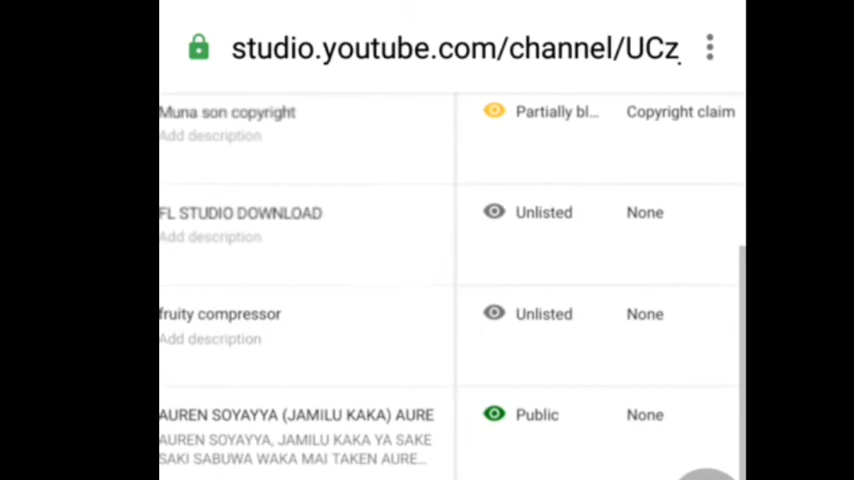 studio.youtube.com/channel/UCz
Muna son copyright Partially bl... Copyright claim
Add description
FL STUDIO DOWNLOAD Unlisted None
Add description
fruity compressor Unlisted None
Add description
AUREN SOYAYYA (JAMILU KAKA) AURE Public None
AUREN SOYAYYA, JAMILU KAKA YA SAKE
SAKI SABUWA WAKA MAI TAKEN AURE...